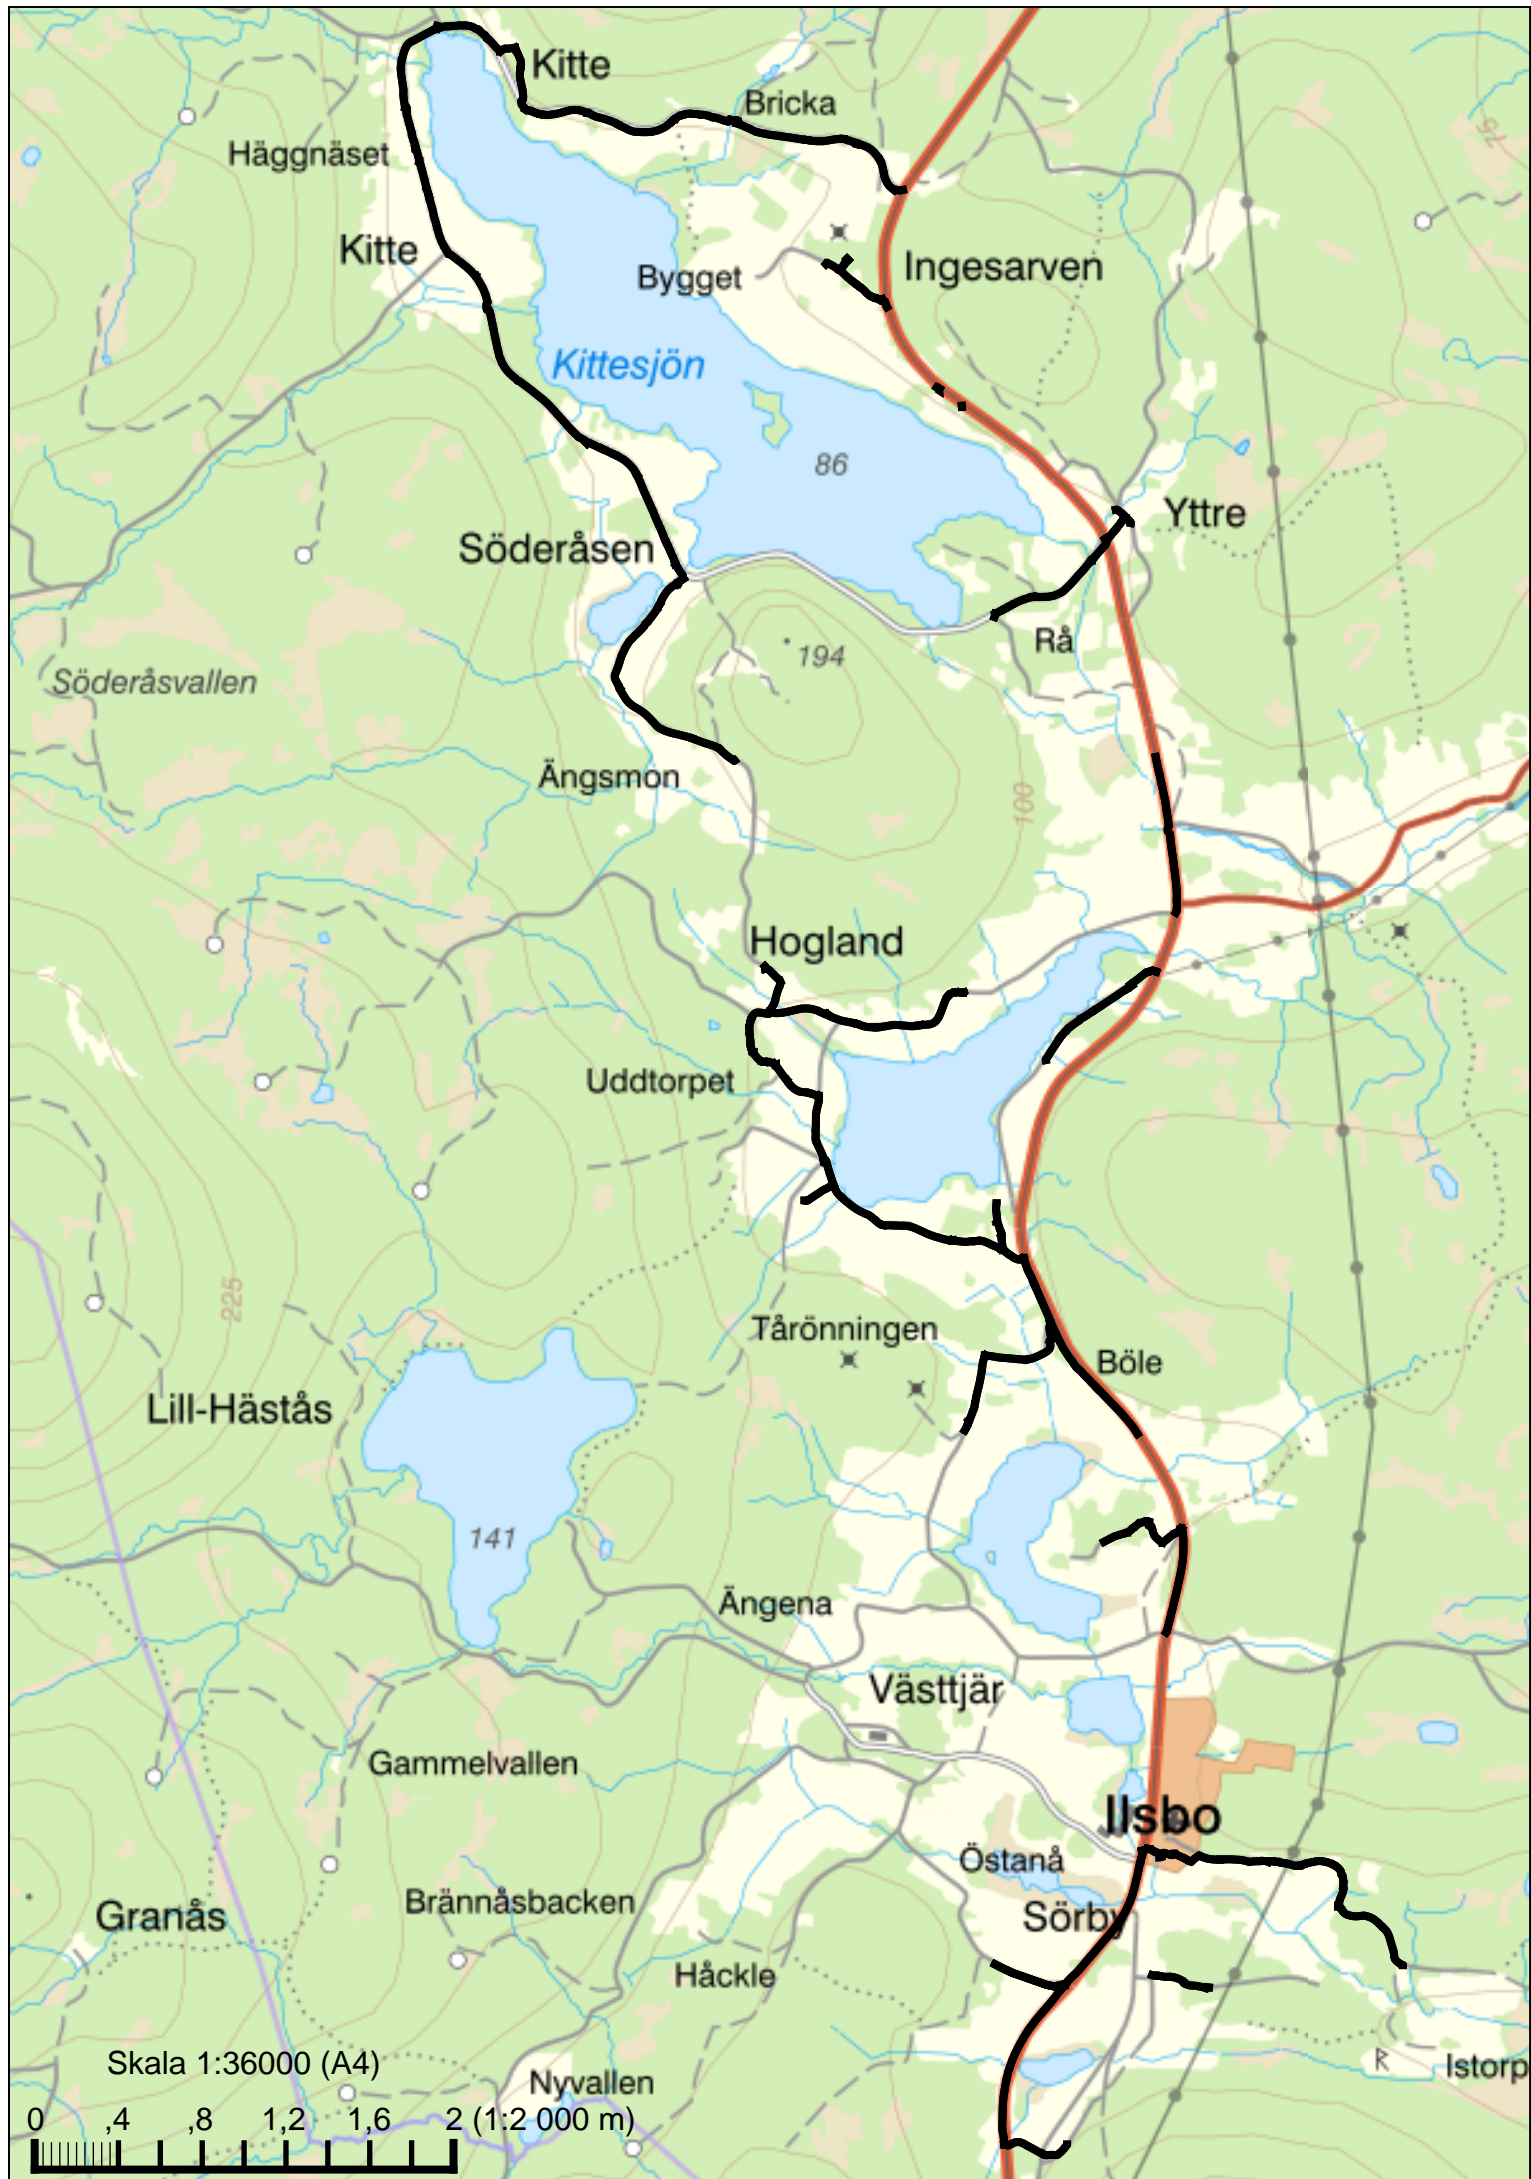 Kitte
Bricka
75
Häggnäset
Kitte
Bygget
Ingesarven
Kittesjön
86
Yttre
Söderåsen
Rå
194
Söderåsvallen
Ängsmon
100
Hogland
Uddtorpet
225
Tårönningen
Böle
Lill-Hästås
141
Ängena
Västtjär
Gammelvallen
Ilsbo
Östanå
Brännåsbacken
Granås
Sörby
Håckle
Skala 1:36000 (A4)
R
Istorp
Nyvallen
0 ,4 ,8 1,2 1,6 2 (1:2 000 m)